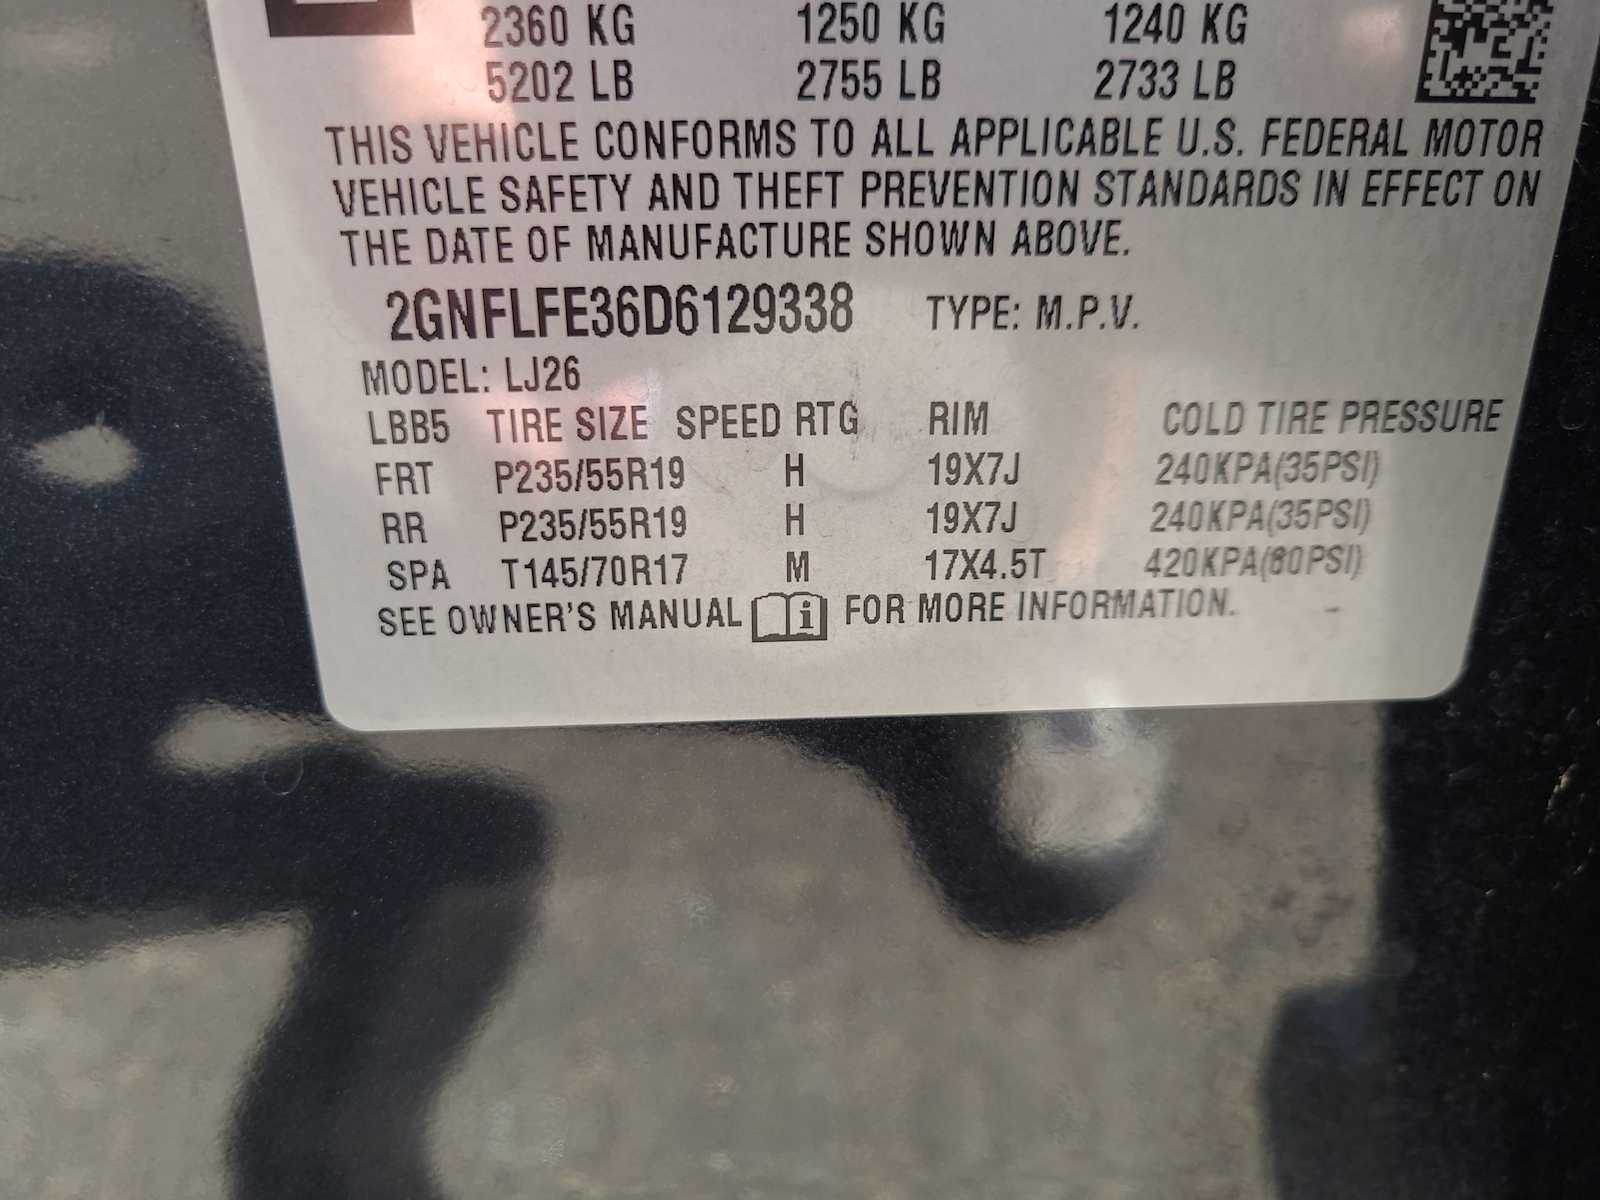 2360 KG 1250 KG 1240 KG
5202 LB 2755 LB 2733 LB
THIS VEHICLE CONFORMS TO ALL APPLICABLE U.S. FEDERAL MOTOR
VEHICLE SAFETY AND THEFT PREVENTION STANDARDS IN EFFECT ON
THE DATE OF MANUFACTURE SHOWN ABOVE.
2GNFLFE36D6129338 TYPE: M.P.V.
MODEL: LJ26
LBB5 TIRE SIZE SPEED RTG RIM COLD TIRE PRESSURE
FRT P235/55R19 H 19X7J 240KPA(35PSI)
RR P235/55R19 H 19X7J 240KPA(35PSI)
SPA T145/70R17 M 17X4.5T 420KPA(60PSI)
SEE OWNER'S MANUAL i FOR MORE INFORMATION.